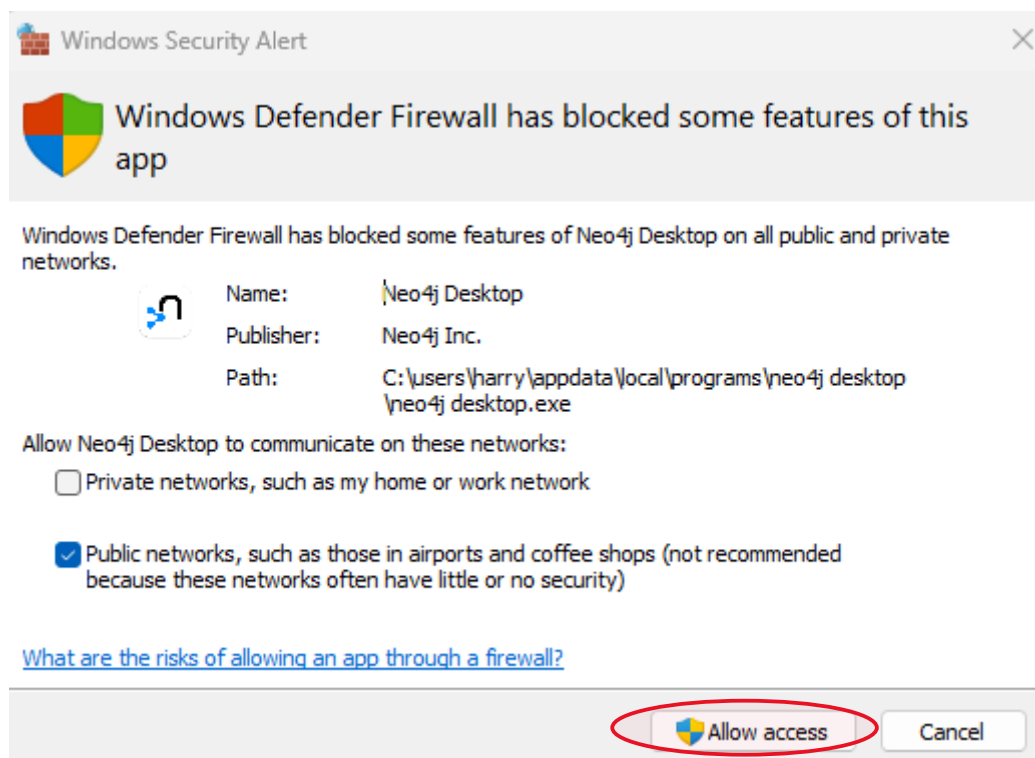 Windows Security Alert
Windows Defender Firewall has blocked some features of this
app
Windows Defender Firewall has blocked some features of Neo4j Desktop on all public and private
networks.
Name: Neo4j Desktop
Publisher: Neo4j Inc.
Path: C:\users\harry\appdata\local\programs\neo4j desktop
\neo4j desktop.exe
Allow Neo4j Desktop to communicate on these networks:
Private networks, such as my home or work network
Public networks, such as those in airports and coffee shops (not recommended
because these networks often have little or no security)
What are the risks of allowing an app through a firewall?
Allow access Cancel